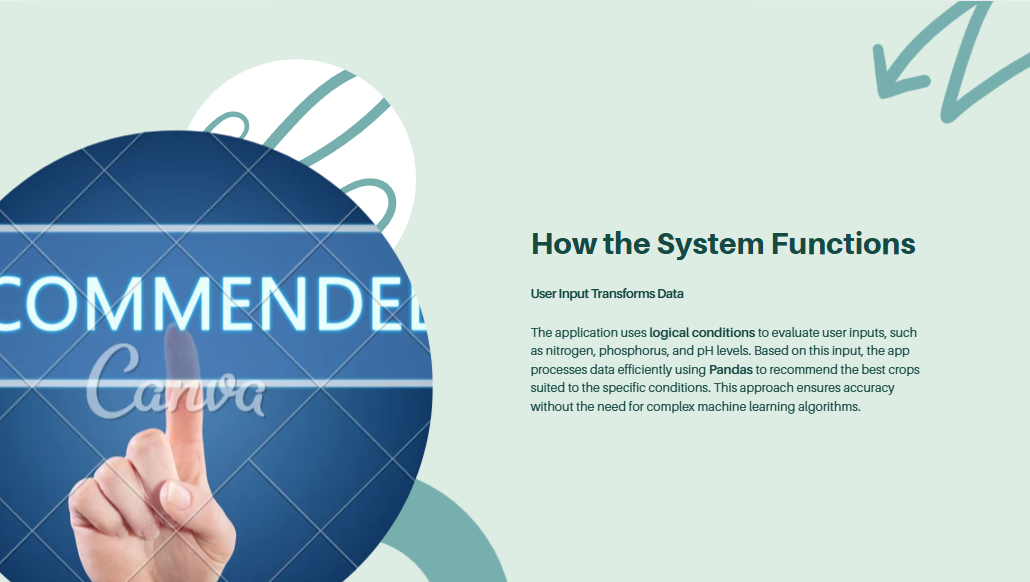 COMMENDED
Canva
How the System Functions
User Input Transforms Data
The application uses logical conditions to evaluate user inputs, such
as nitrogen, phosphorus, and pH levels. Based on this input, the app
processes data efficiently using Pandas to recommend the best crops
suited to the specific conditions. This approach ensures accuracy
without the need for complex machine learning algorithms.